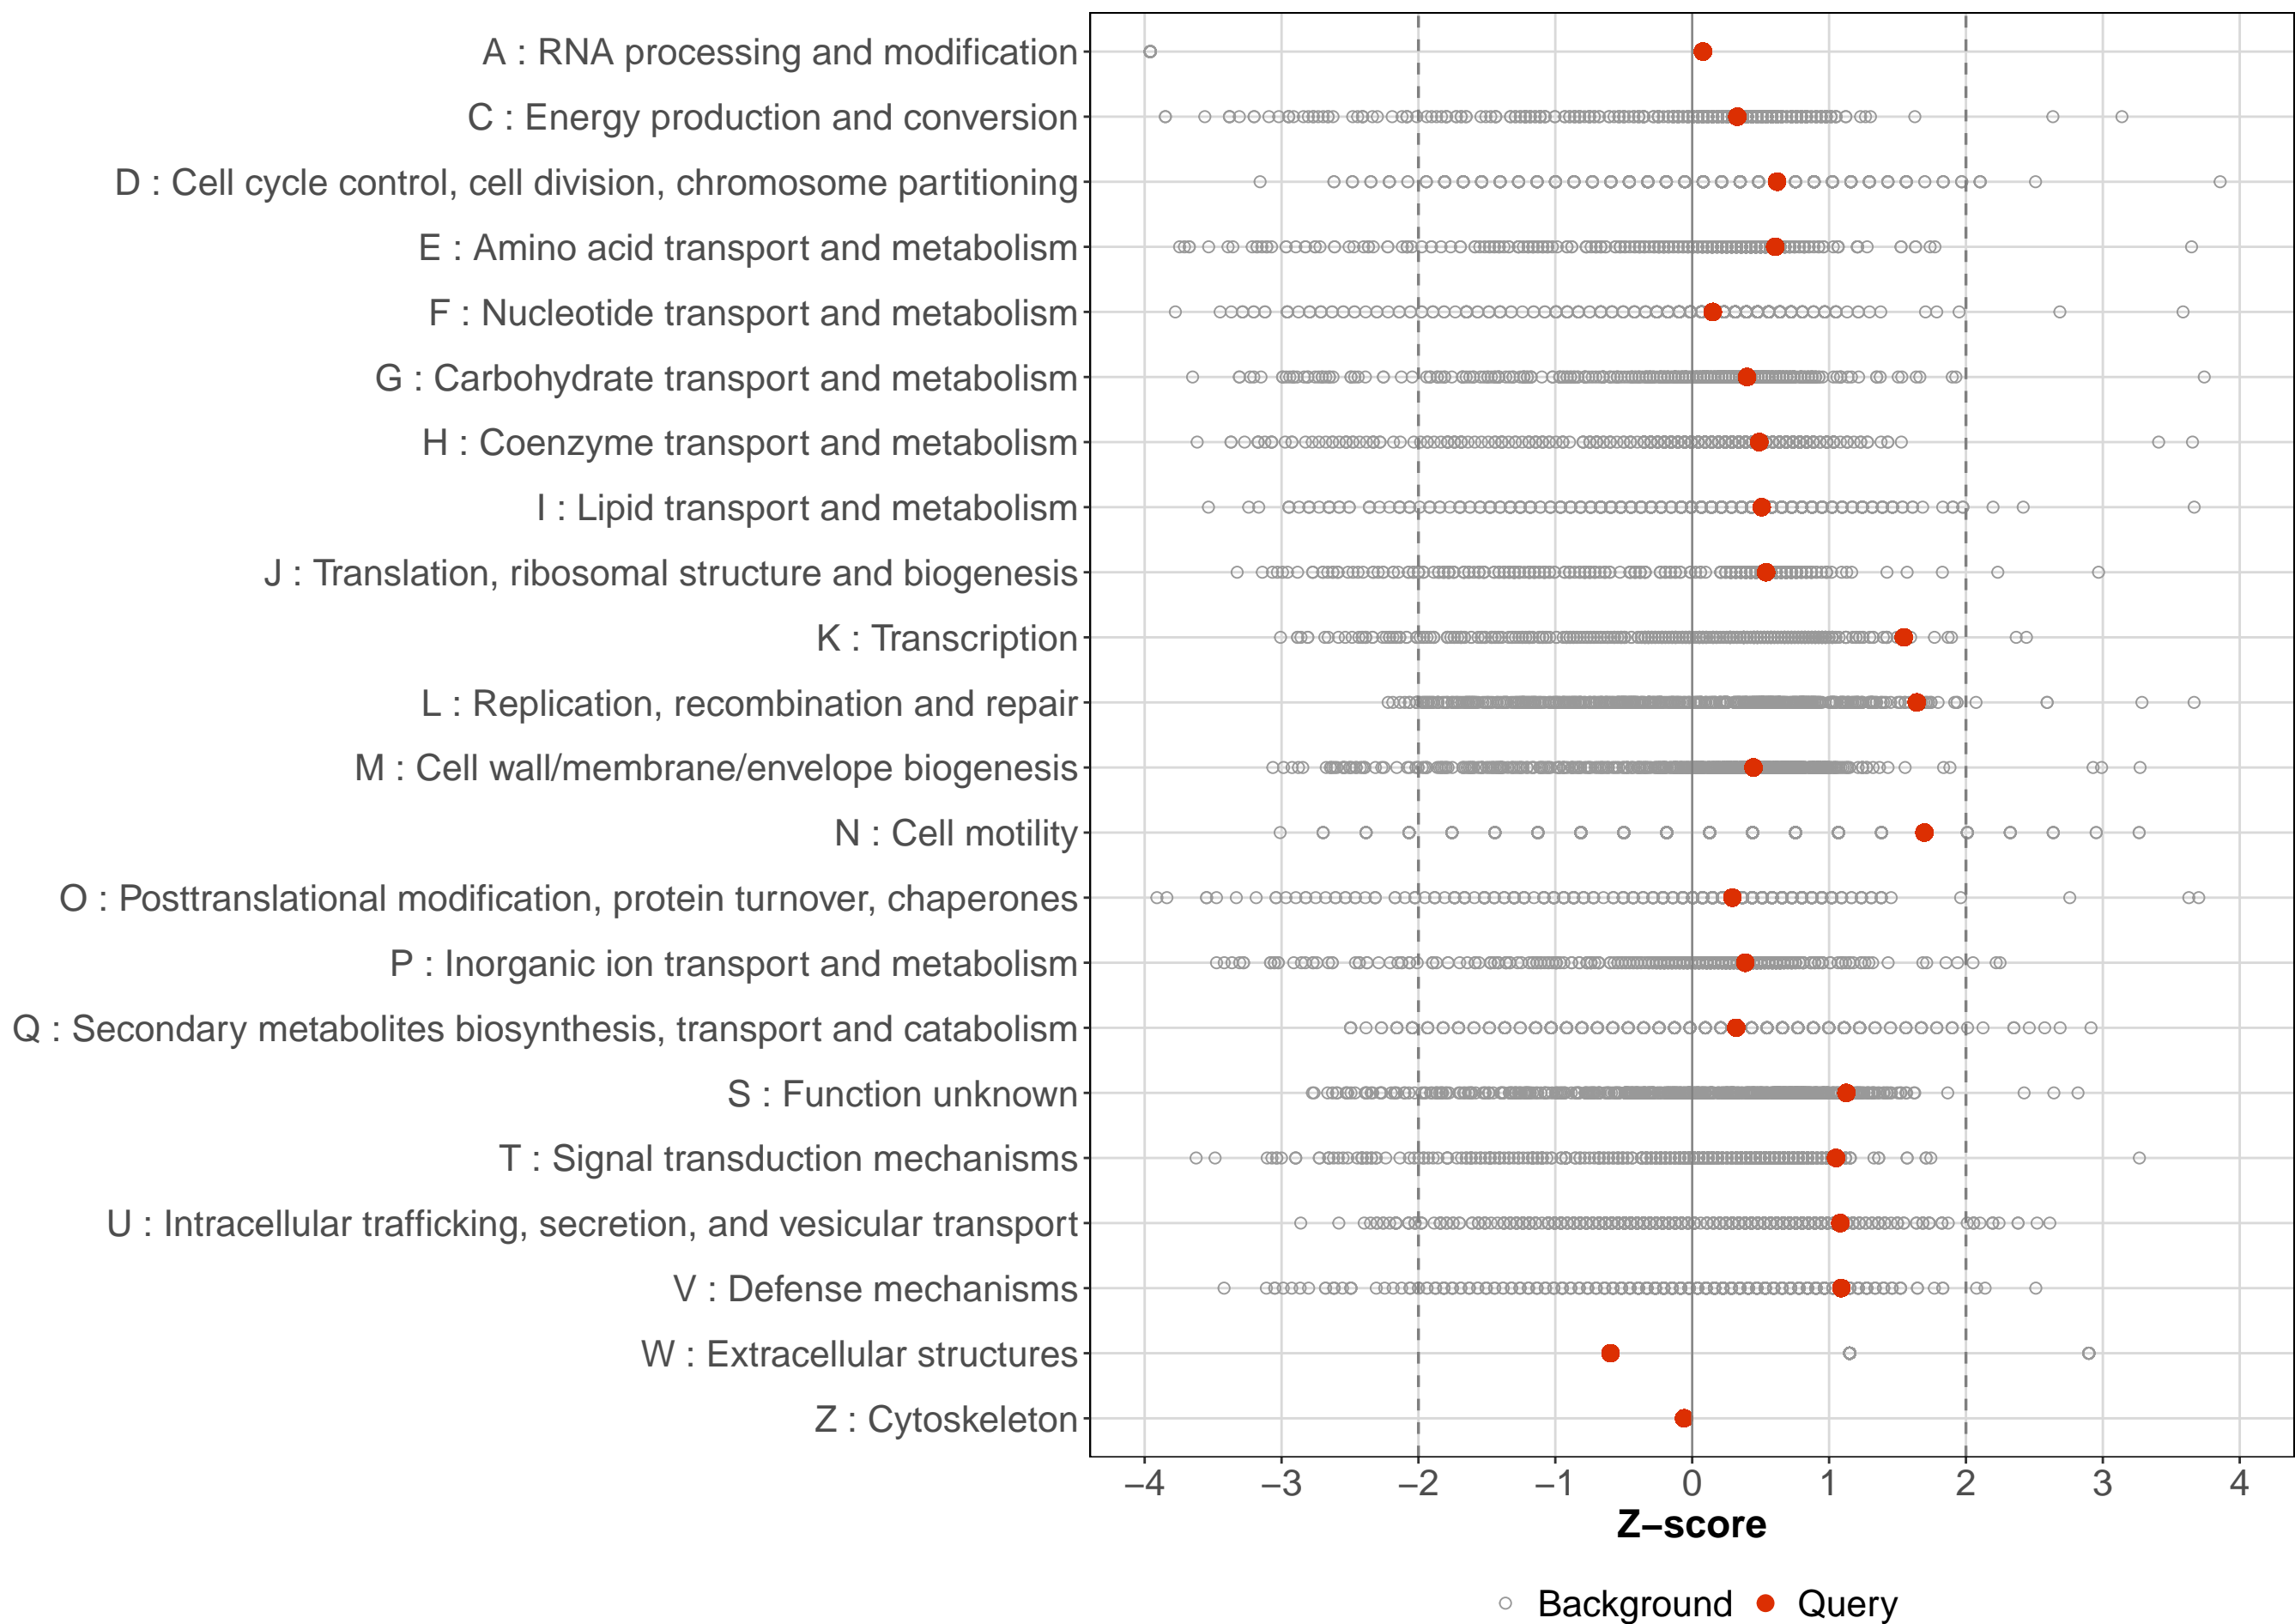 A : RNA processing and modification
C : Energy production and conversion
D : Cell cycle control, cell division, chromosome partitioning
E : Amino acid transport and metabolism
F : Nucleotide transport and metabolism
G : Carbohydrate transport and metabolism
H : Coenzyme transport and metabolism
I : Lipid transport and metabolism
J : Translation, ribosomal structure and biogenesis
K : Transcription
L : Replication, recombination and repair
M : Cell wall/membrane/envelope biogenesis
N : Cell motility
O : Posttranslational modification, protein turnover, chaperones
P : Inorganic ion transport and metabolism
Q : Secondary metabolites biosynthesis, transport and catabolism
S : Function unknown
T : Signal transduction mechanisms
U : Intracellular trafficking, secretion, and vesicular transport
V : Defense mechanisms
W : Extracellular structures
Z : Cytoskeleton
−4 −3 −2 −1 0 1 2 3 4
Z−score
Background Query